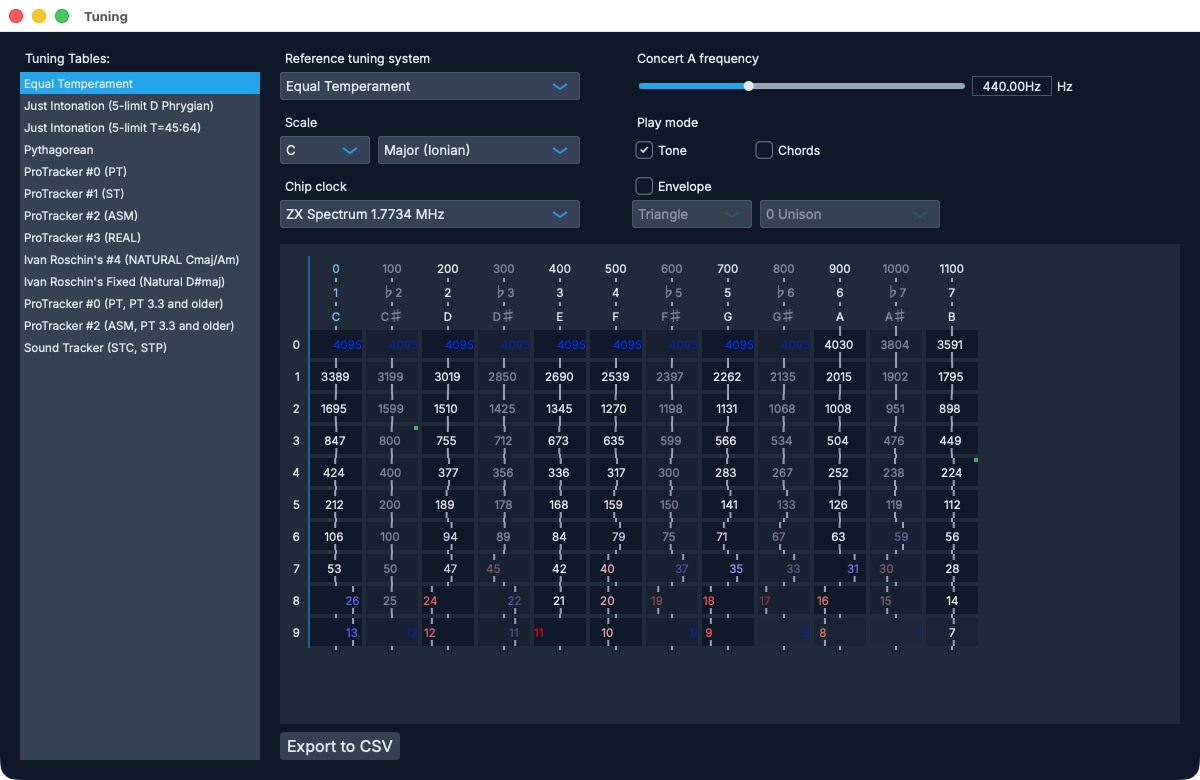 Tuning
Tuning Tables:
Equal Temperament
Just Intonation (5-limit D Phrygian)
Just Intonation (5-limit T=45:64)
Pythagorean
ProTracker #0 (PT)
ProTracker #1 (ST)
ProTracker #2 (ASM)
ProTracker #3 (REAL)
Ivan Roschin's #4 (NATURAL Cmaj/Am)
Ivan Roschin's Fixed (Natural D#maj)
ProTracker #0 (PT, PT 3.3 and older)
ProTracker #2 (ASM, PT 3.3 and older)
Sound Tracker (STC, STP)
Reference tuning system
Equal Temperament
Scale
C Major (Ionian)
Chip clock
ZX Spectrum 1.7734 MHz
Concert A frequency
440.00Hz Hz
Play mode
Tone Chords
Envelope
Triangle 0 Unison
0 100 200 300 400 500 600 700 800 900 1000 1100
1 ♭2 2 ♭3 3 4 ♭5 5 ♭6 6 ♭7 7
C C♯ D D♯ E F F♯ G G♯ A A♯ B
0 4095 4095 4095 4095 4095 4095 4095 4095 4095 4030 3804 3591
1 3389 3199 3019 2850 2690 2539 2397 2262 2135 2015 1902 1795
2 1695 1599 1510 1425 1345 1270 1198 1131 1068 1008 951 898
3 847 800 755 712 673 635 599 566 534 504 476 449
4 424 400 377 356 336 317 300 283 267 252 238 224
5 212 200 189 178 168 159 150 141 133 126 119 112
6 106 100 94 89 84 79 75 71 67 63 59 56
7 53 50 47 45 42 40 37 35 33 31 30 28
8 26 25 24 22 21 20 19 18 17 16 15 14
9 13 12 12 11 11 10 9 9 8 8 7 7
Export to CSV